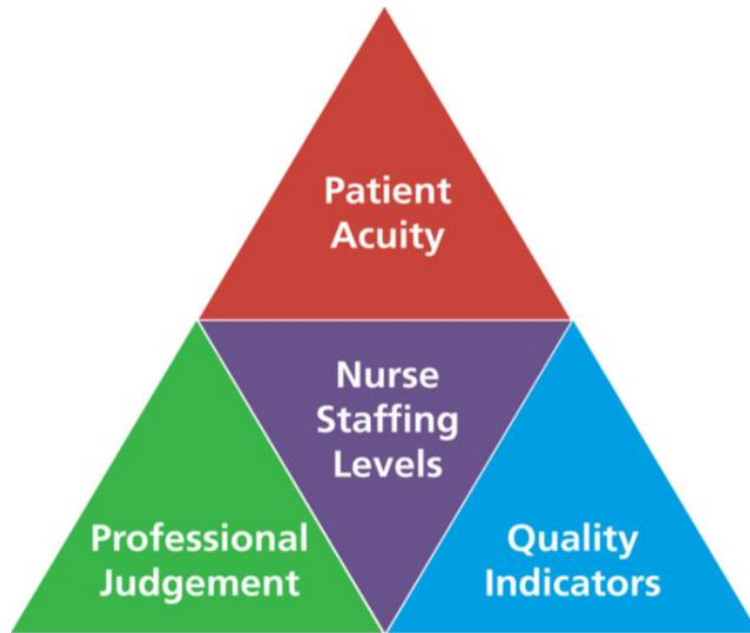 Patient
Acuity
Nurse
Staffing
Levels
Professional
Judgement
Quality
Indicators